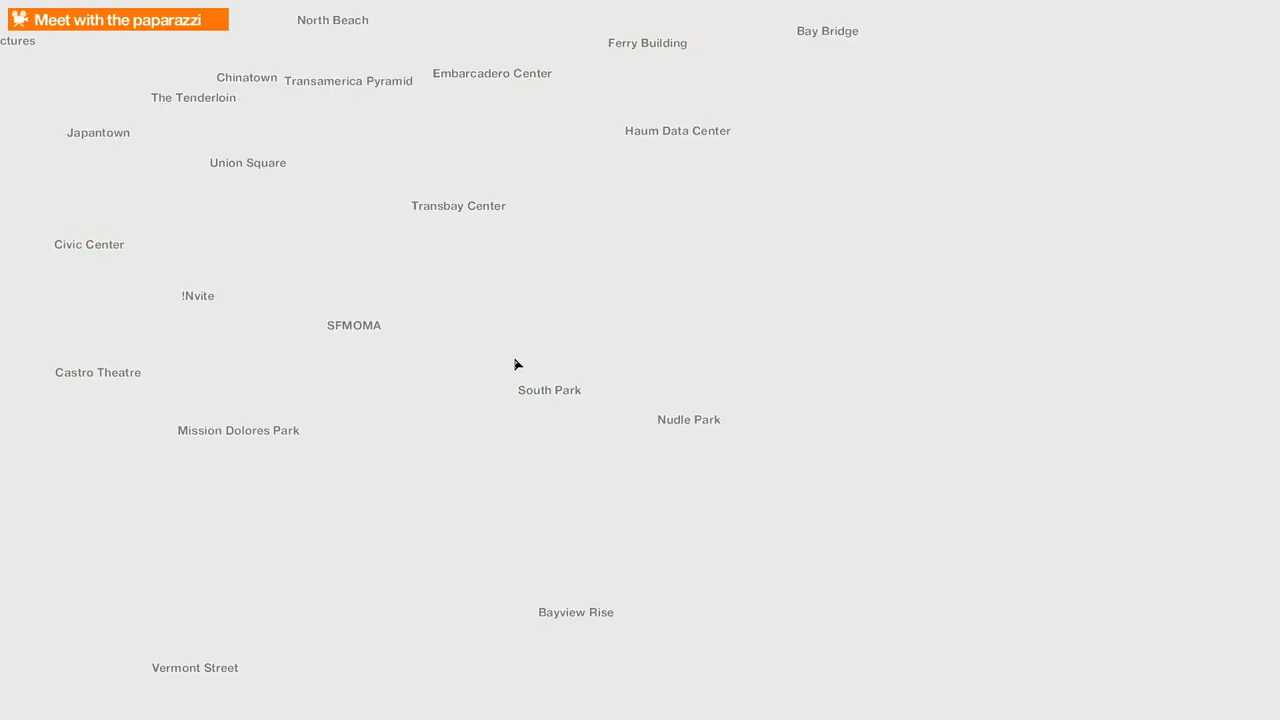 Meet with the paparazzi
North Beach
Bay Bridge
ctures
Ferry Building
Chinatown
Transamerica Pyramid
Embarcadero Center
The Tenderloin
Japantown
Haum Data Center
Union Square
Transbay Center
Civic Center
!Nvite
SFMOMA
Castro Theatre
South Park
Nudle Park
Mission Dolores Park
Bayview Rise
Vermont Street